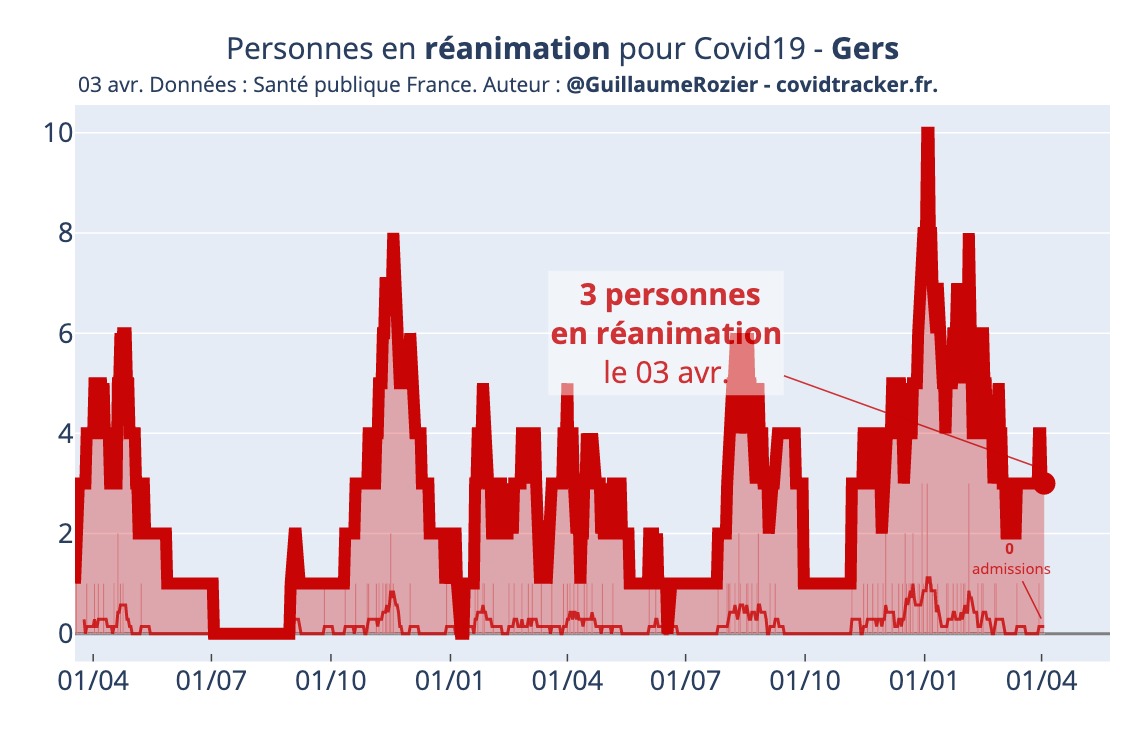 Personnes en réanimation pour Covid19 - Gers
03 avr. Données : Santé publique France. Auteur : @GuillaumeRozier - covidtracker.fr.
10
8
6
4
2
0
3 personnes
en réanimation
le 03 avr.
0
admissions
01/04
01/07
01/10
01/01
01/04
01/07
01/10
01/01
01/04